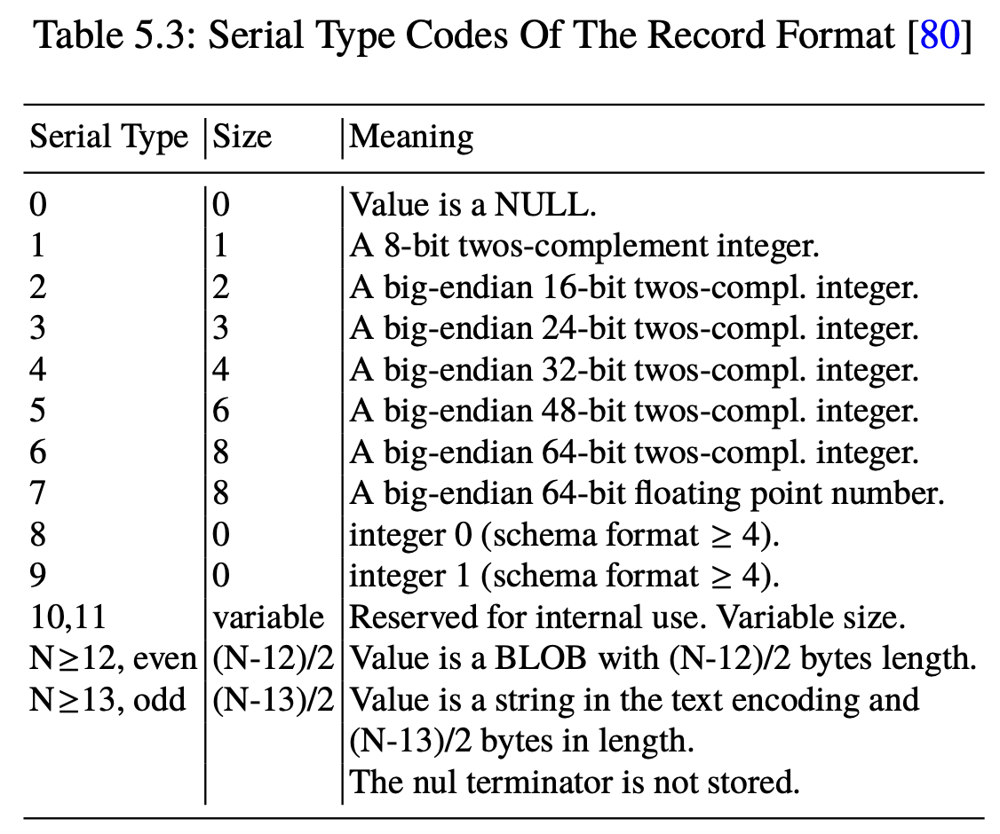 Table 5.3: Serial Type Codes Of The Record Format [80]
Serial Type Size Meaning
0 0 Value is a NULL.
1 1 A 8-bit twos-complement integer.
2 2 A big-endian 16-bit twos-compl. integer.
3 3 A big-endian 24-bit twos-compl. integer.
4 4 A big-endian 32-bit twos-compl. integer.
5 6 A big-endian 48-bit twos-compl. integer.
6 8 A big-endian 64-bit twos-compl. integer.
7 8 A big-endian 64-bit floating point number.
8 0 integer 0 (schema format ≥ 4).
9 0 integer 1 (schema format ≥ 4).
10,11 variable Reserved for internal use. Variable size.
N≥12, even (N-12)/2 Value is a BLOB with (N-12)/2 bytes length.
N≥13, odd (N-13)/2 Value is a string in the text encoding and
(N-13)/2 bytes in length.
The nul terminator is not stored.